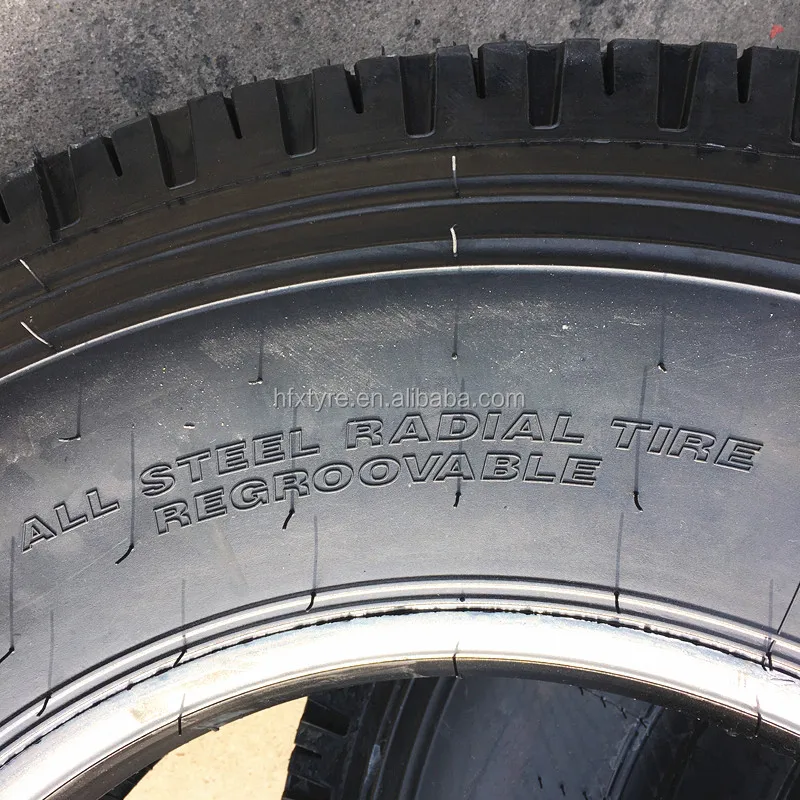 hfxtyre.en.alibaba.com
ALL STEEL RADIAL TIRE
REGROOVABLE